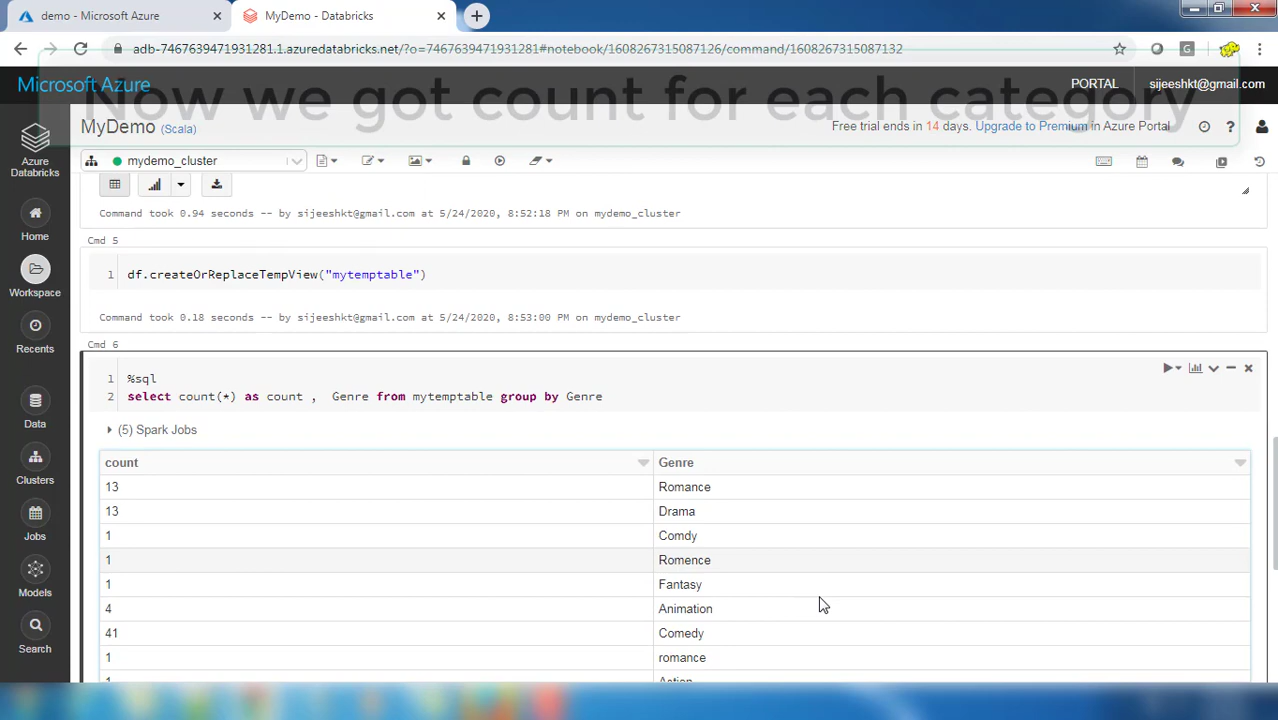 demo - Microsoft Azure
MyDemo - Databricks
adb-7467639471931281.1.azuredatabricks.net/?o=7467639471931281#notebook/1608267315087126/command/1608267315087132
Now we got count for each category
Microsoft Azure
PORTAL
sijeeshkt@gmail.com
MyDemo (Scala)
Free trial ends in 14 days. Upgrade to Premium in Azure Portal
mydemo_cluster
Azure
Databricks
Home
Workspace
Recents
Data
Clusters
Jobs
Models
Search
Command took 0.94 seconds -- by sijeeshkt@gmail.com at 5/24/2020, 8:52:18 PM on mydemo_cluster
Cmd 5
1 df.createOrReplaceTempView("mytemptable")
Command took 0.18 seconds -- by sijeeshkt@gmail.com at 5/24/2020, 8:53:00 PM on mydemo_cluster
Cmd 6
1 %sql
2 select count(*) as count , Genre from mytemptable group by Genre
(5) Spark Jobs
count Genre
13 Romance
13 Drama
1 Comdy
1 Romence
1 Fantasy
4 Animation
41 Comedy
1 romance
1 Action